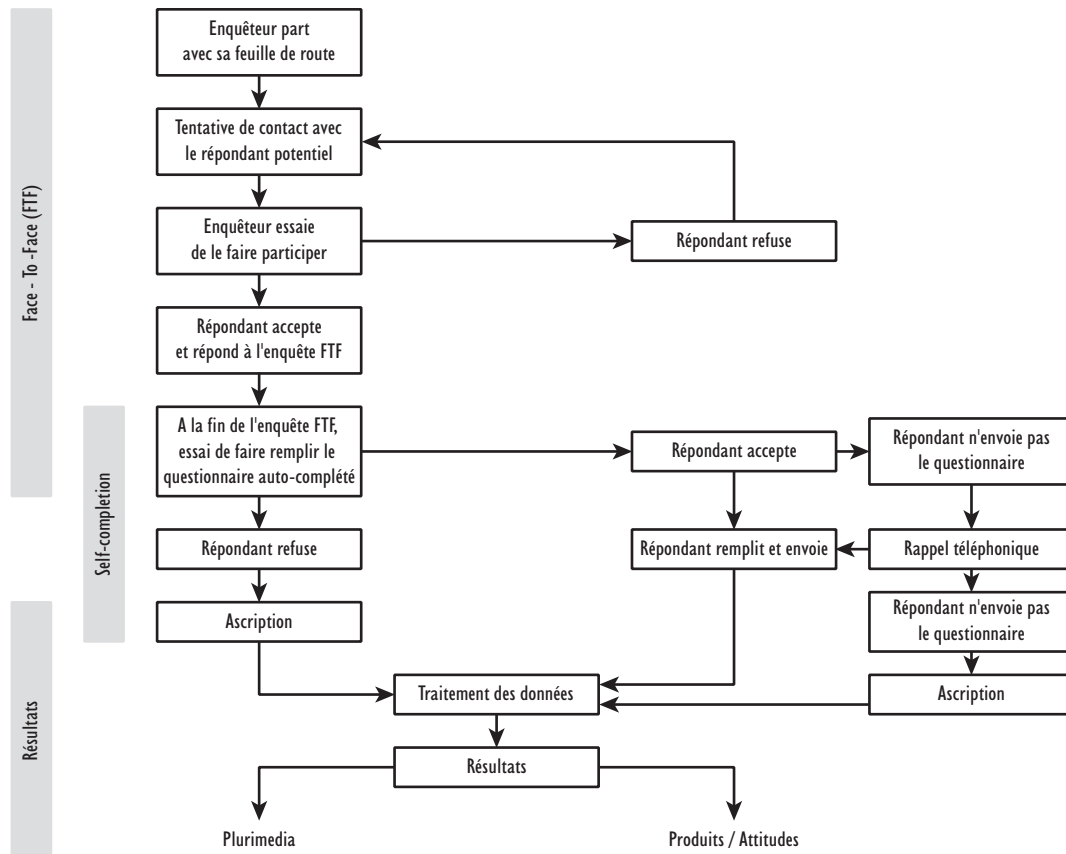 Face - To -Face (FTF)
Self-completion
Résultats
Enquêteur part
avec sa feuille de route
Tentative de contact avec
le répondant potentiel
Enquêteur essaie
de le faire participer
Répondant refuse
Répondant accepte
et répond à l'enquête FTF
A la fin de l'enquête FTF,
essai de faire remplir le
questionnaire auto-complété
Répondant accepte
Répondant n'envoie pas
le questionnaire
Répondant refuse
Répondant remplit et envoie
Rappel téléphonique
Ascription
Répondant n'envoie pas
le questionnaire
Traitement des données
Ascription
Résultats
Plurimedia
Produits / Attitudes